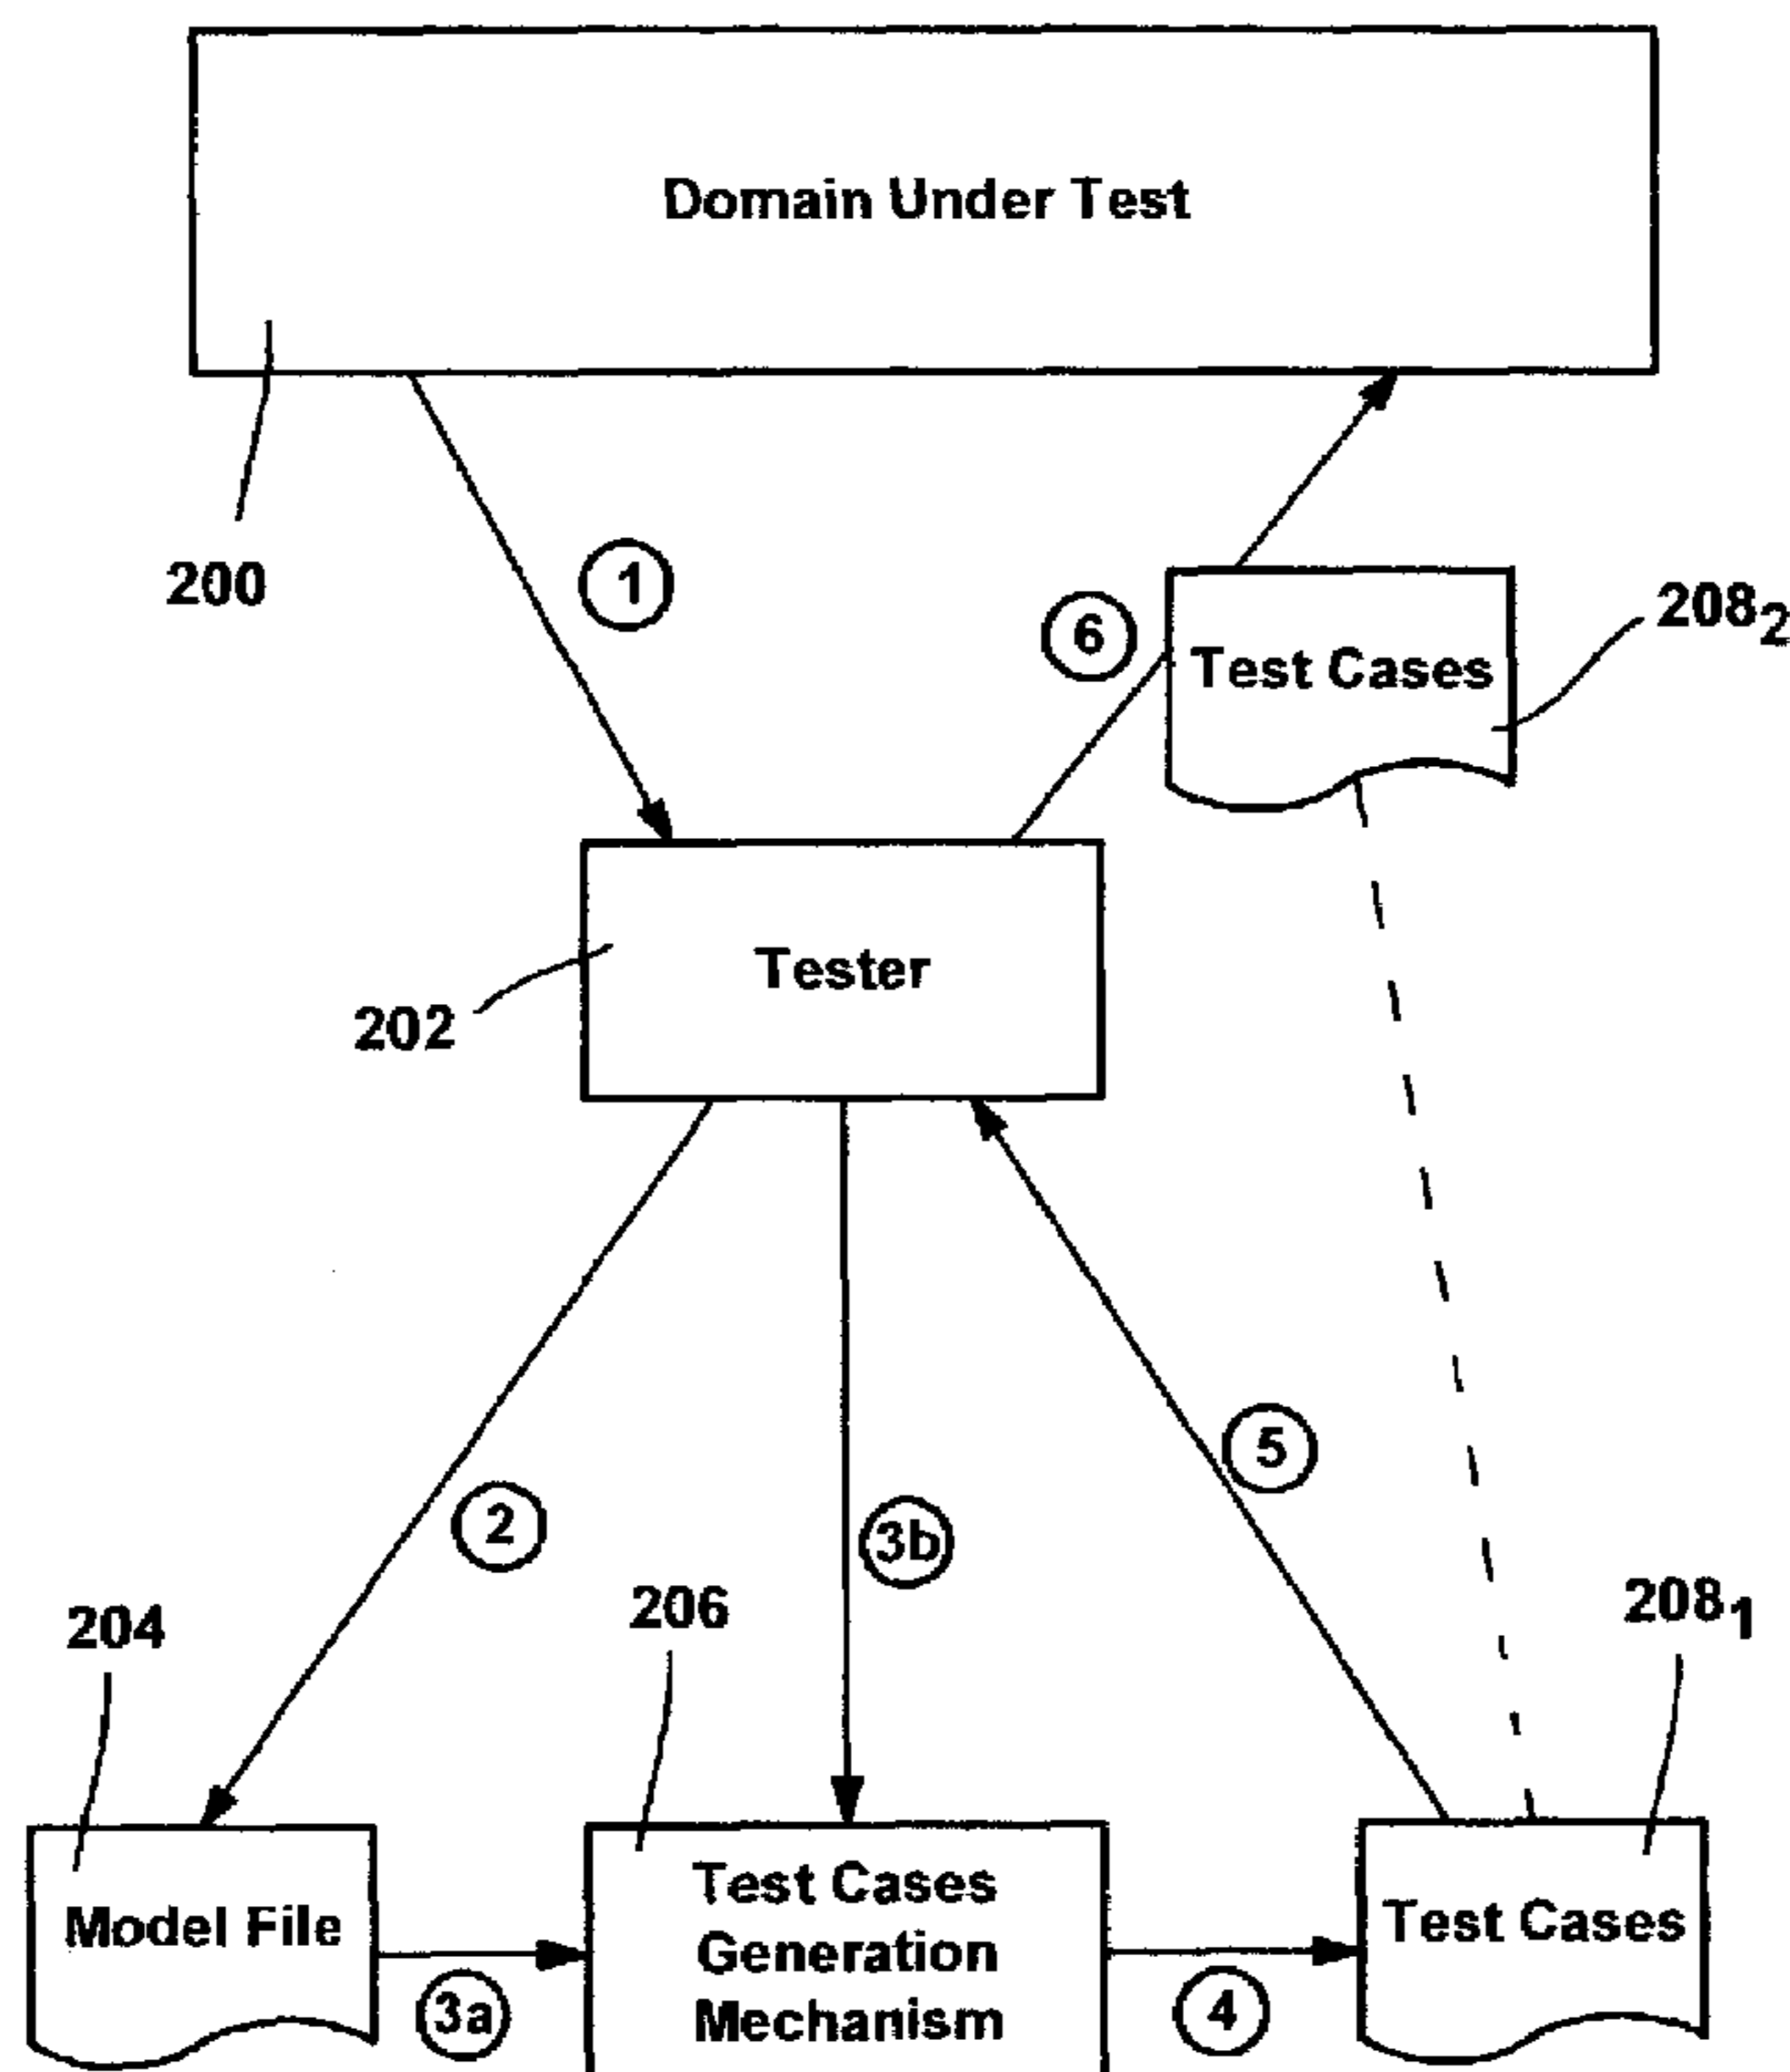 Domain Under Test
200
1
6
Test Cases
208₂
Tester
202
2
3b
5
204
206
208₁
Model File
Test Cases
Generation
Mechanism
Test Cases
3a
4